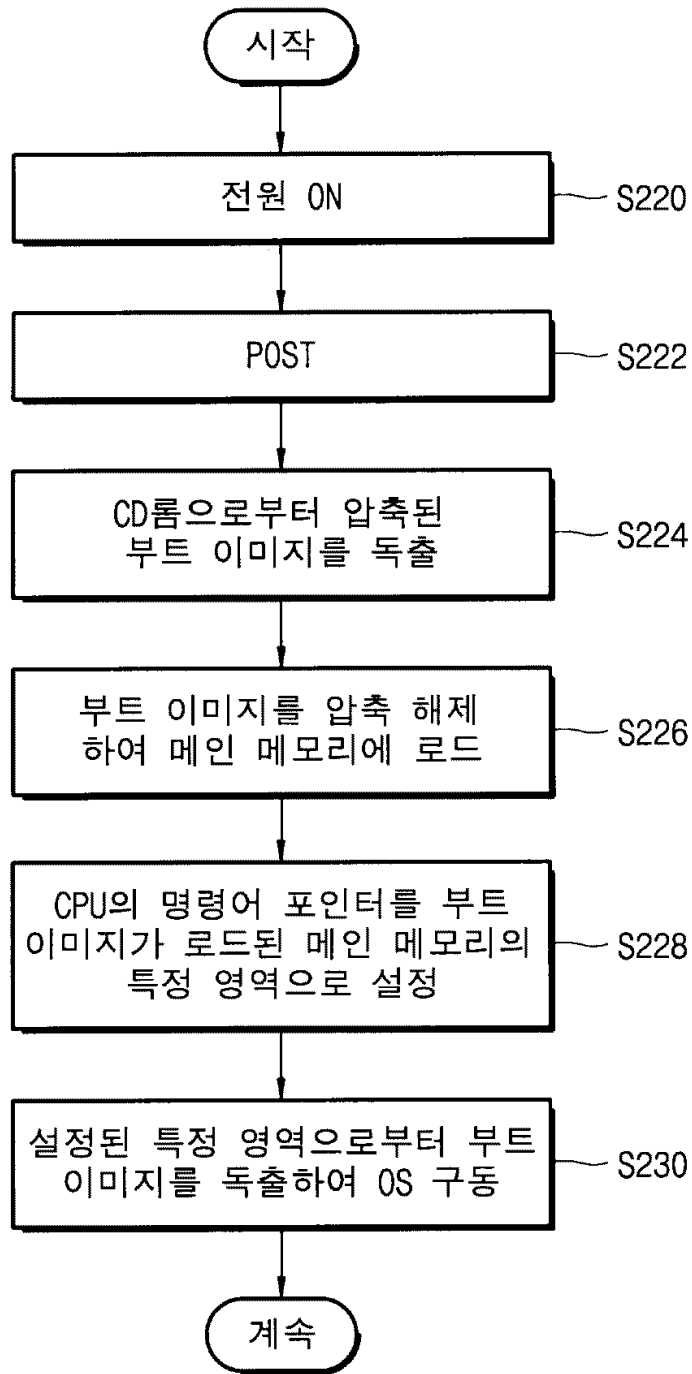 시작
전원 ON
S220
POST
S222
CD롬으로부터 압축된
부트 이미지를 독출
S224
부트 이미지를 압축 해제
하여 메인 메모리에 로드
S226
CPU의 명령어 포인터를 부트
이미지가 로드된 메인 메모리의
특정 영역으로 설정
S228
설정된 특정 영역으로부터 부트
이미지를 독출하여 OS 구동
S230
계속